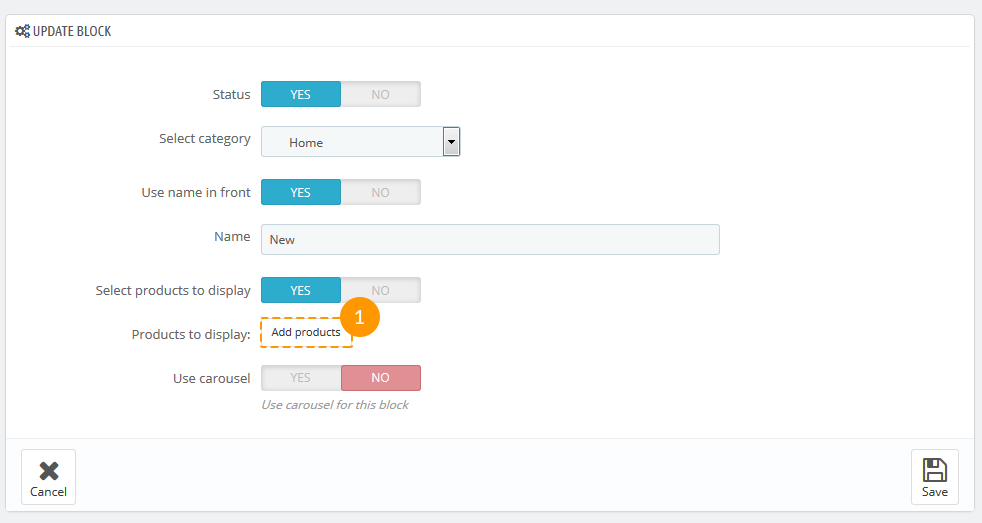 UPDATE BLOCK
Status YES NO
Select category Home
Use name in front YES NO
Name New
Select products to display YES NO
1
Products to display: Add products
Use carousel YES NO
Use carousel for this block
Cancel Save